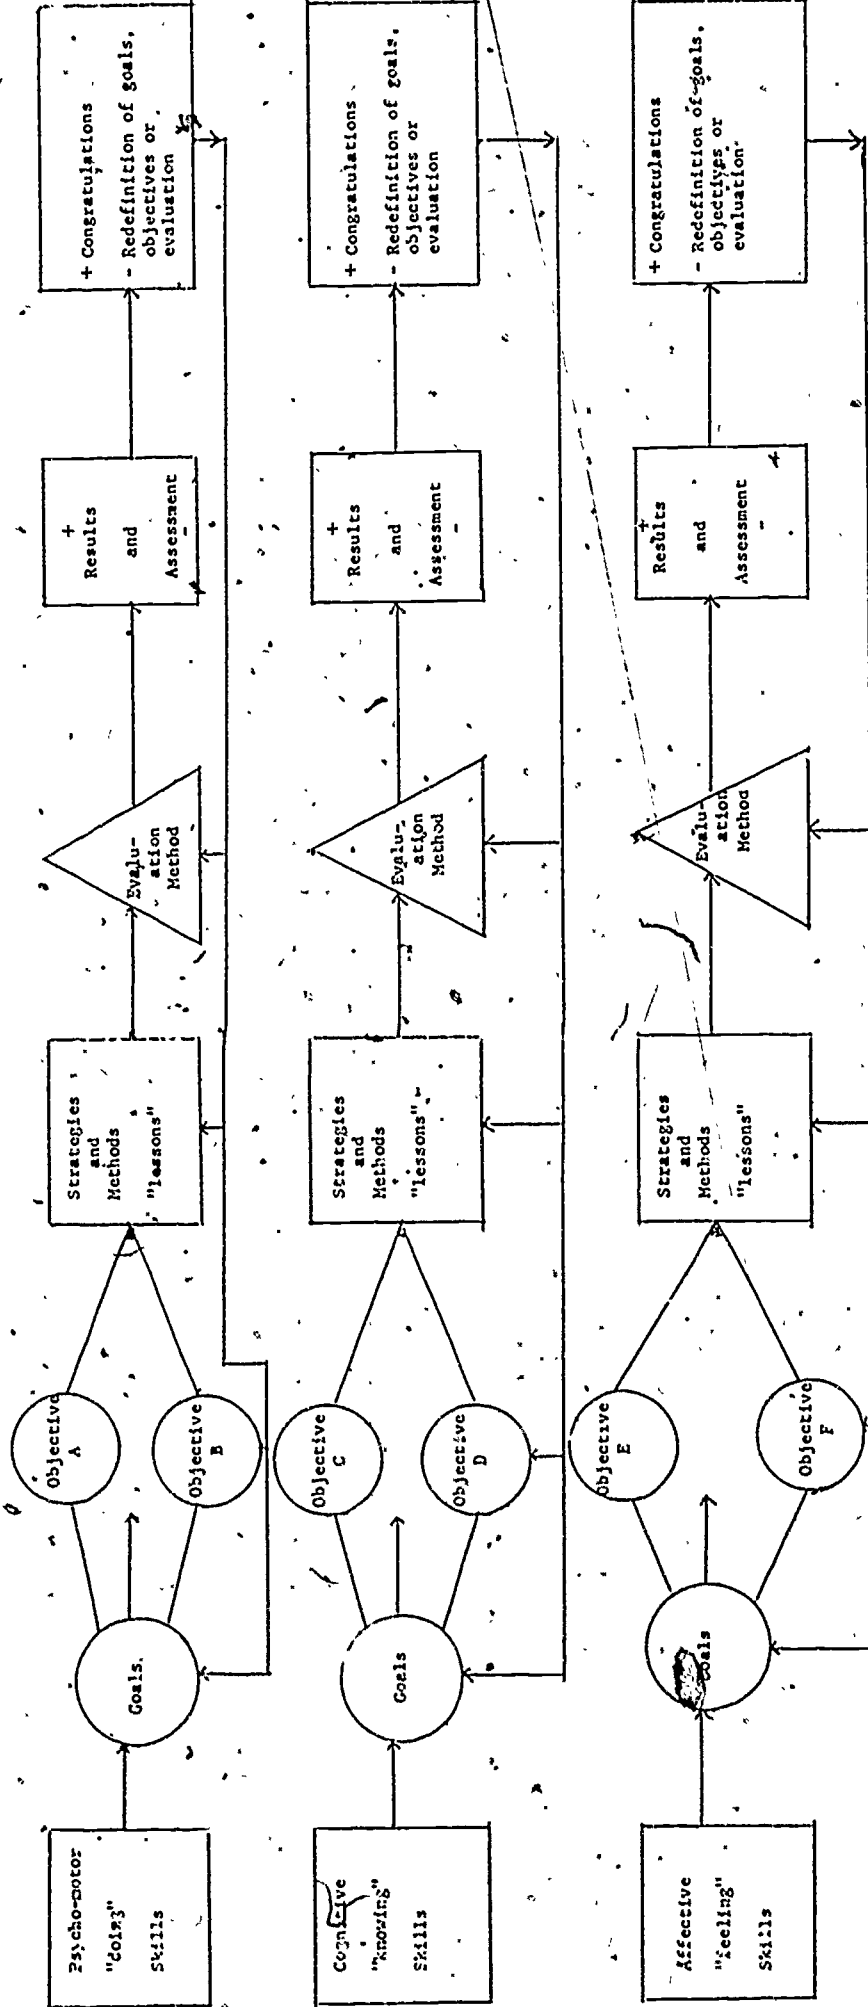 Psycho-motor
"doing"
Skills
Goals.
Objective
A
Objective
B
Strategies
and
Methods
"lessons"
Evalu-
ation
Method
+
Results
and
Assessment
-
+ Congratulations
- Redefinition of goals,
objectives or
evaluation
Cognitive
"knowing"
Skills
Goals
Objective
C
Objective
D
Strategies
and
Methods
"lessons"
Evalu-
ation
Method
+
Results
and
Assessment
-
+ Congratulations
- Redefinition of goals,
objectives or
evaluation
Affective
"feeling"
Skills
Goals
Objective
E
Objective
F
Strategies
and
Methods
"lessons"
Evalu-
ation
Method
+
Results
and
Assessment
-
+ Congratulations
- Redefinition of goals,
objectives or
evaluation